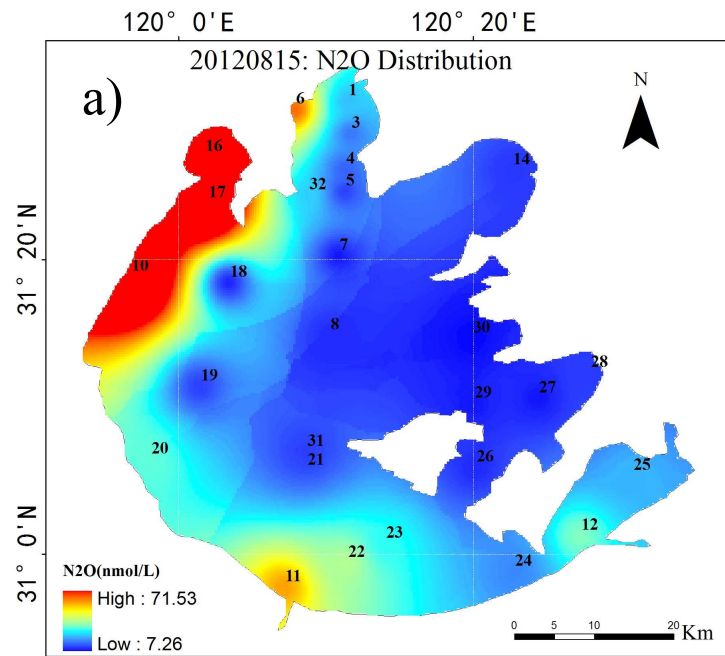 120° 0′E 120° 20′E
20120815: N2O Distribution
a)
N
6 1
3
16 4 14
17 32 5
31° 20′N
10 18 7
8 30
19 29 27 28
20 31 26 25
21
23 12
22 24
31° 0′N
11
N2O(nmol/L)
High : 71.53
Low : 7.26
0 5 10 20 Km